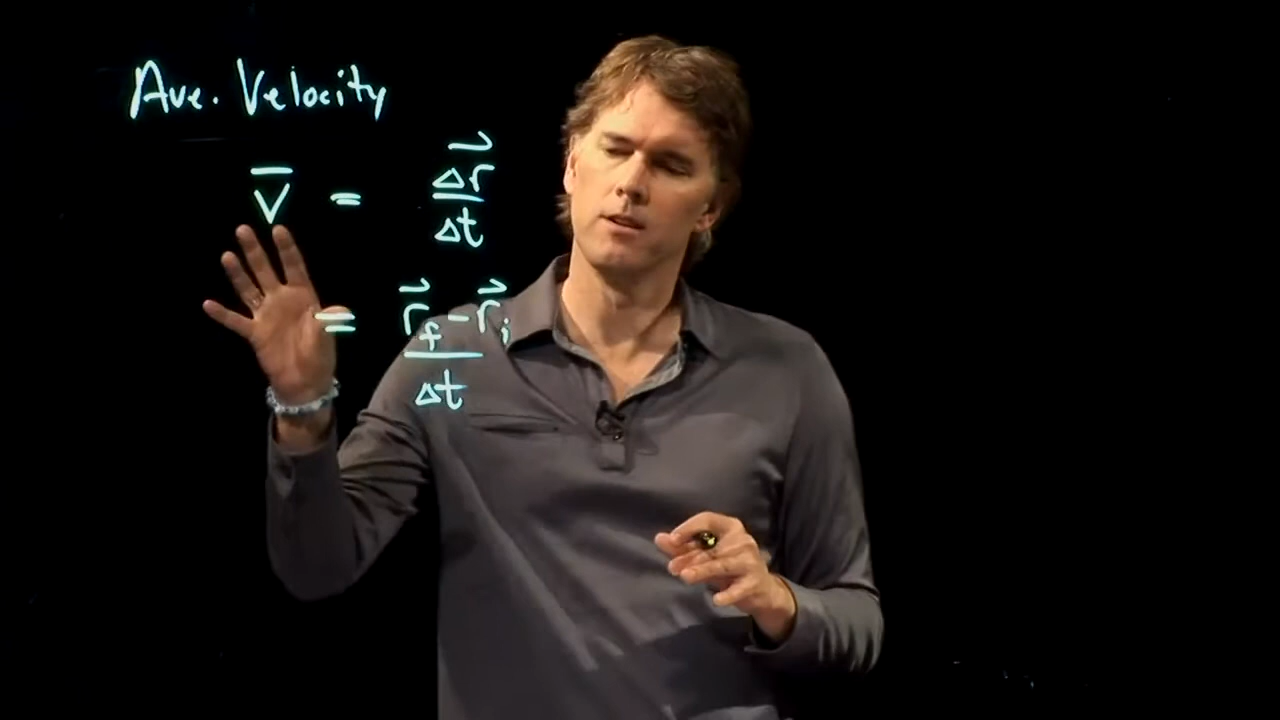 Ave. Velocity
v̅ = Δr⃗
Δt
= r⃗f - r⃗i
Δt